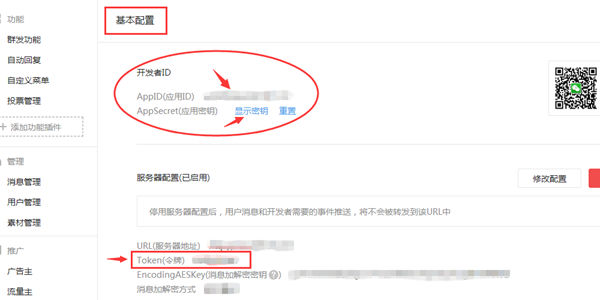 功能
群发功能
自动回复
自定义菜单
投票管理
+ 添加功能插件
管理
消息管理
用户管理
素材管理
推广
广告主
流量主
基本配置
开发者ID
AppID(应用ID)
AppSecret(应用密钥) 显示密钥 重置
服务器配置(已启用)
修改配置
停用服务器配置后，用户消息和开发者需要的事件推送，将不会被转发到该URL中
URL(服务器地址)
Token(令牌)
EncodingAESKey(消息加解密密钥 ?)
消息加解密方式